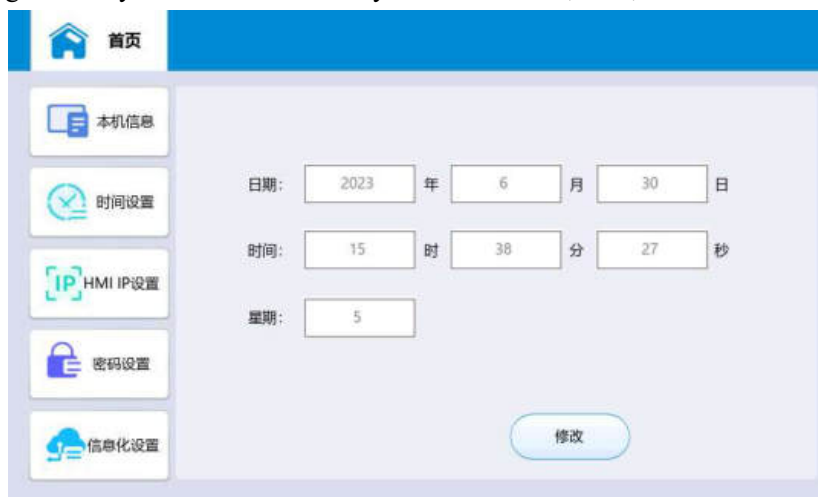 首页
本机信息
时间设置
IP HMI IP设置
密码设置
信息化设置
日期: 2023 年 6 月 30 日
时间: 15 时 38 分 27 秒
星期: 5
修改